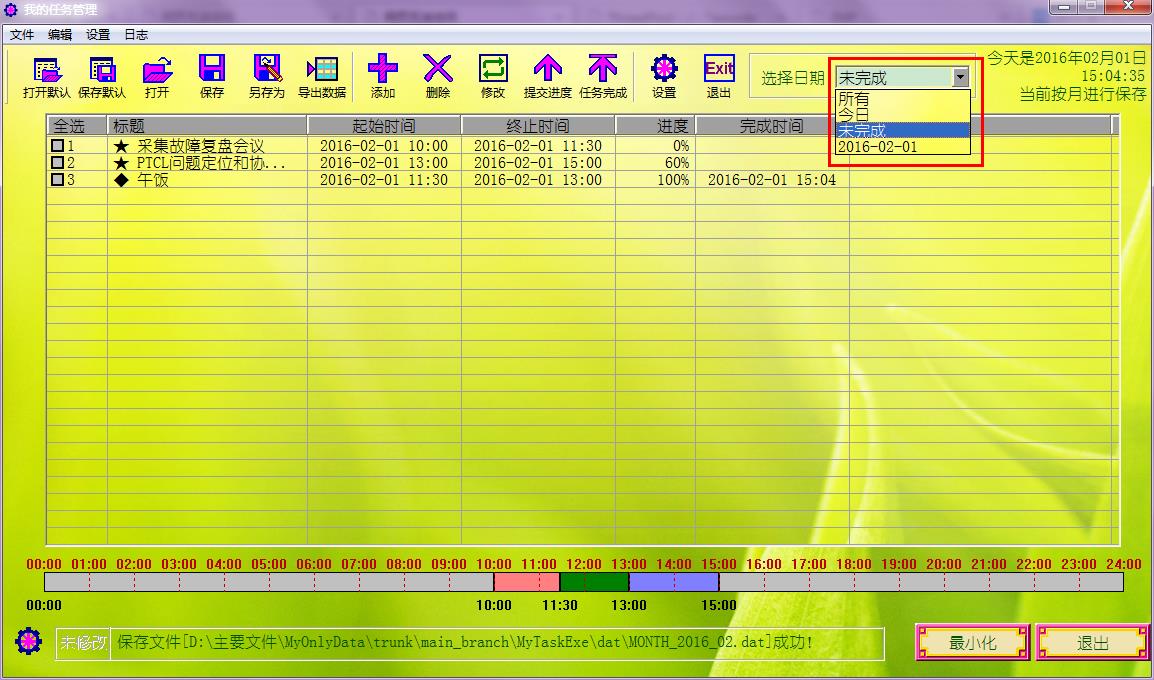 我的任务管理
文件 编辑 设置 日志
打开默认 保存默认 打开 保存 另存为 导出数据 添加 删除 修改 提交进度 任务完成 设置 Exit 退出
选择日期 未完成
所有
今日
未完成
2016-02-01
今天是2016年02月01日
15:04:35
当前按月进行保存
全选 标题 起始时间 终止时间 进度 完成时间
1 ★ 采集故障复盘会议 2016-02-01 10:00 2016-02-01 11:30 0%
2 ★ PTCL问题定位和协... 2016-02-01 13:00 2016-02-01 15:00 60%
3 ◆ 午饭 2016-02-01 11:30 2016-02-01 13:00 100% 2016-02-01 15:04
00:00 01:00 02:00 03:00 04:00 05:00 06:00 07:00 08:00 09:00 10:00 11:00 12:00 13:00 14:00 15:00 16:00 17:00 18:00 19:00 20:00 21:00 22:00 23:00 24:00
00:00 10:00 11:30 13:00 15:00
未修改 保存文件[D:\主要文件\MyOnlyData\trunk\main_branch\MyTaskExe\dat\MONTH_2016_02.dat]成功!
最小化 退出